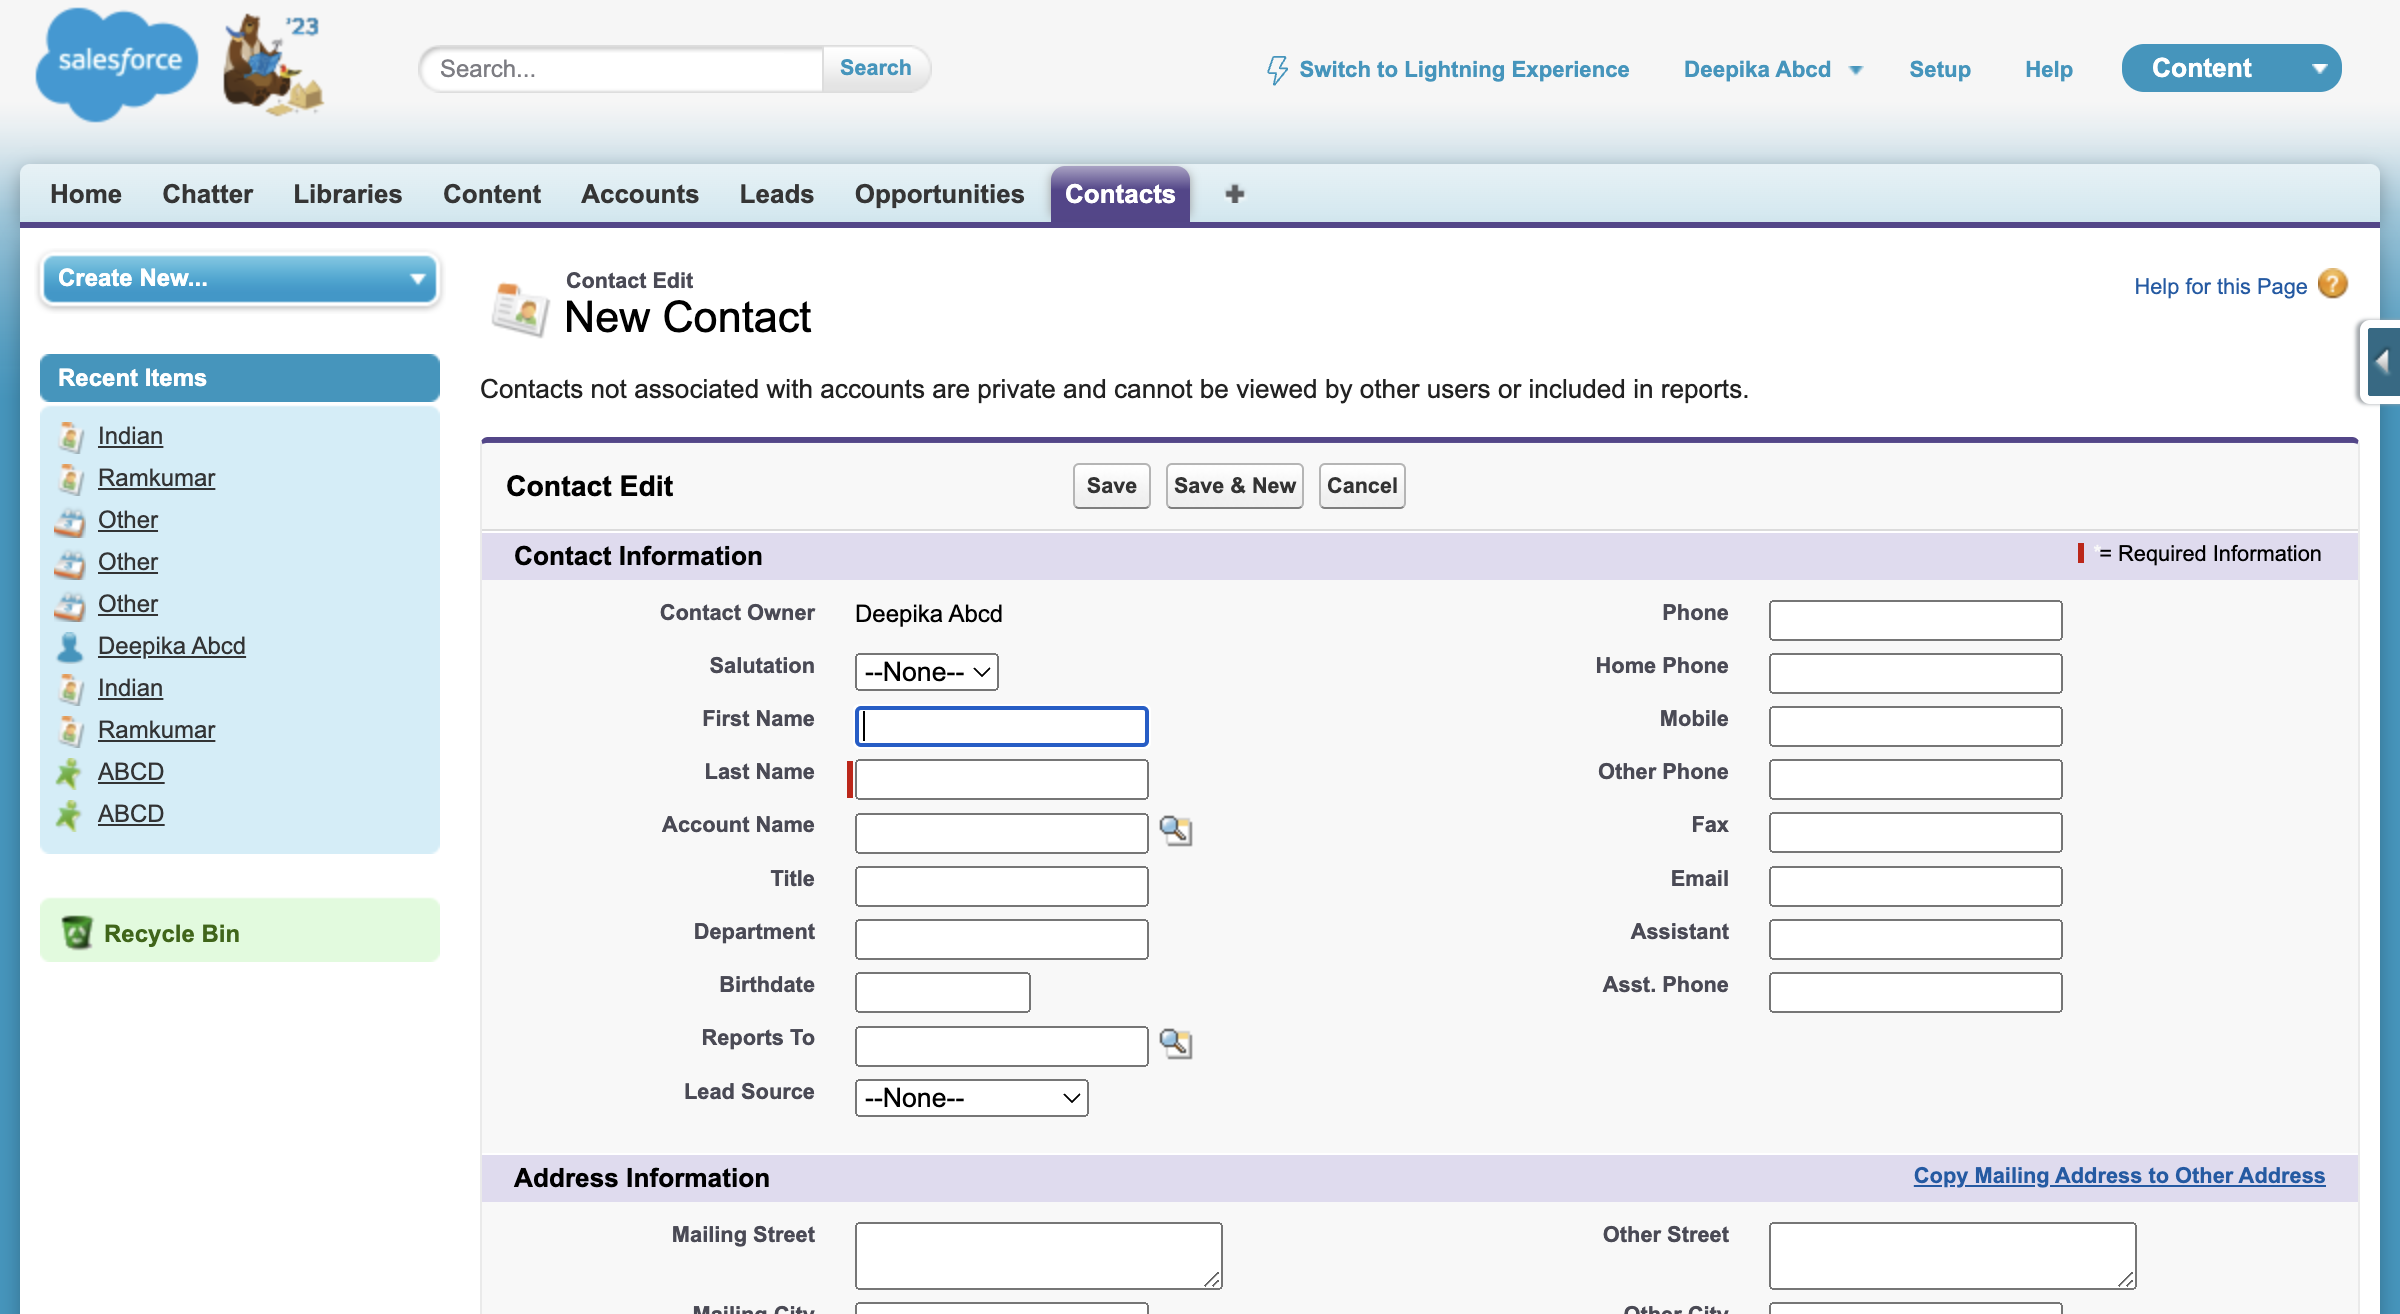 salesforce
'23
Search...
Search
Switch to Lightning Experience
Deepika Abcd
Setup
Help
Content
Home
Chatter
Libraries
Content
Accounts
Leads
Opportunities
Contacts
+
Create New...
Recent Items
Indian
Ramkumar
Other
Other
Other
Deepika Abcd
Indian
Ramkumar
ABCD
ABCD
Recycle Bin
Contact Edit
New Contact
Help for this Page ?
Contacts not associated with accounts are private and cannot be viewed by other users or included in reports.
Contact Edit
Save
Save & New
Cancel
Contact Information
*= Required Information
Contact Owner
Deepika Abcd
Salutation
--None--
First Name
Last Name
Account Name
Title
Department
Birthdate
Reports To
Lead Source
--None--
Phone
Home Phone
Mobile
Other Phone
Fax
Email
Assistant
Asst. Phone
Address Information
Copy Mailing Address to Other Address
Mailing Street
Other Street
Mailing City
Other City